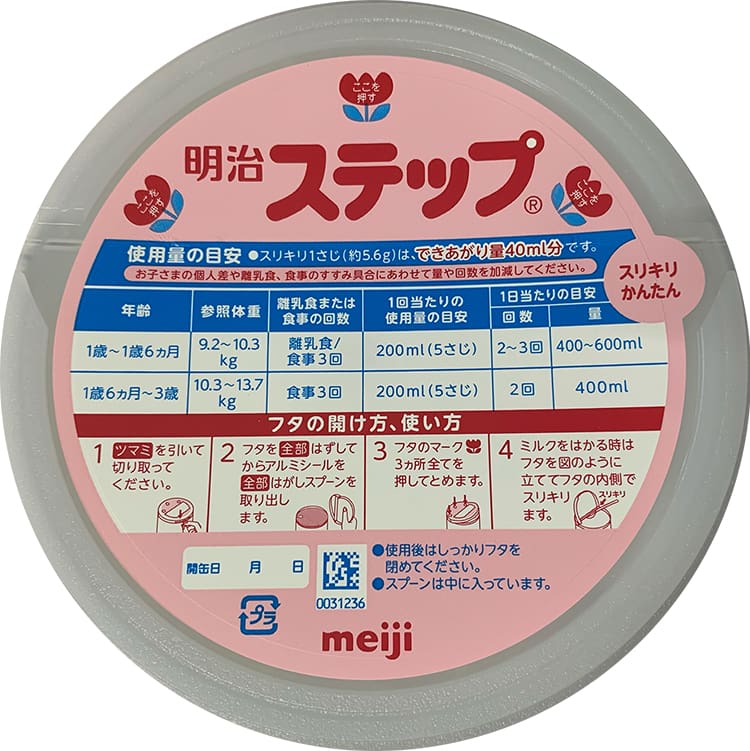 ここを
押す
明治
ステップ®
ここを
押す
ここを
押す
使用量の目安 ●スリキリ1さじ(約5.6g)は、できあがり量40ml分です。
お子さまの個人差や離乳食、食事のすすみ具合にあわせて量や回数を加減してください。
スリキリ
かんたん
年齢 参照体重 離乳食または
食事の回数 1回当たりの
使用量の目安 1日当たりの目安
回数 量
1歳~1歳6ヵ月 9.2~10.3
kg 離乳食/
食事3回 200ml(5さじ) 2~3回 400~600ml
1歳6ヵ月~3歳 10.3~13.7
kg 食事3回 200ml(5さじ) 2回 400ml
フタの開け方、使い方
1 ツマミを引いて
切り取って
ください。
2 フタを全部はずして
からアルミシールを
全部はがしスプーンを
取り出し
ます。
3 フタのマーク
3ヵ所全てを
押してとめます。
4 ミルクをはかる時は
フタを図のように
立ててフタの内側で
スリキリ
ます。
スリキリ
開缶日 月 日
0031236
●使用後はしっかりフタを
閉めてください。
●スプーンは中に入っています。
プラ
meiji